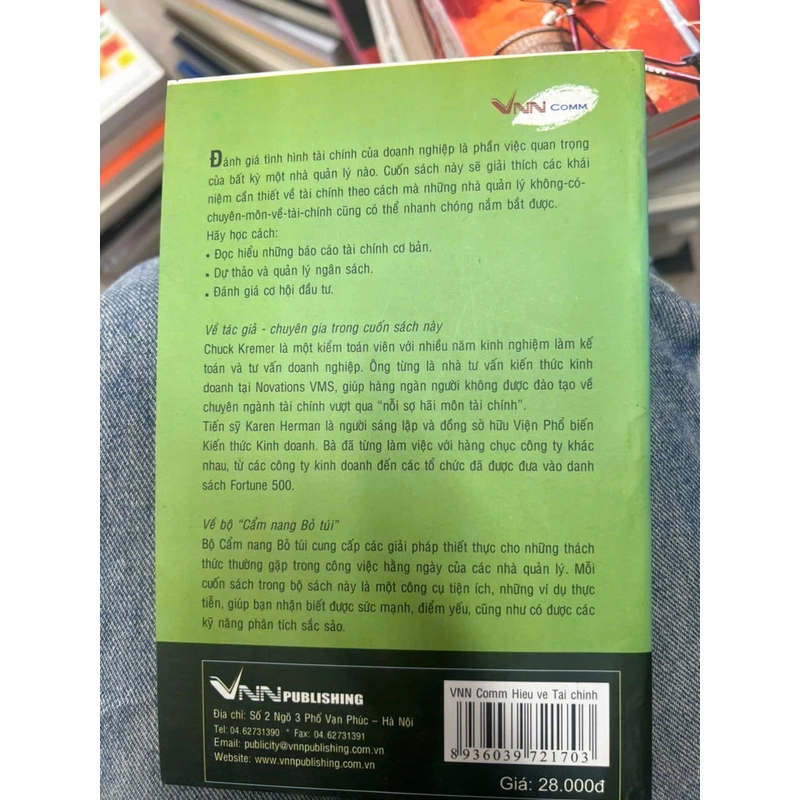 VNN COMM
Đánh giá tình hình tài chính của doanh nghiệp là phần việc quan trọng
của bất kỳ một nhà quản lý nào. Cuốn sách này sẽ giải thích các khái
niệm cần thiết về tài chính theo cách mà những nhà quản lý không-có-
chuyên-môn-về-tài-chính cũng có thể nhanh chóng nắm bắt được.
Hãy học cách:
• Đọc hiểu những báo cáo tài chính cơ bản.
• Dự thảo và quản lý ngân sách.
• Đánh giá cơ hội đầu tư.
Về tác giả - chuyên gia trong cuốn sách này
Chuck Kremer là một kiểm toán viên với nhiều năm kinh nghiệm làm kế
toán và tư vấn doanh nghiệp. Ông từng là nhà tư vấn kiến thức kinh
doanh tại Novations VMS, giúp hàng ngàn người không được đào tạo về
chuyên ngành tài chính vượt qua “nỗi sợ hãi môn tài chính”.
Tiến sỹ Karen Herman là người sáng lập và đồng sở hữu Viện Phổ biến
Kiến thức Kinh doanh. Bà đã từng làm việc với hàng chục công ty khác
nhau, từ các công ty kinh doanh đến các tổ chức đã được đưa vào danh
sách Fortune 500.
Về bộ “Cẩm nang Bỏ túi”
Bộ Cẩm nang Bỏ túi cung cấp các giải pháp thiết thực cho những thách
thức thường gặp trong công việc hằng ngày của các nhà quản lý. Mỗi
cuốn sách trong bộ sách này là một công cụ tiện ích, những ví dụ thực
tiễn, giúp bạn nhận biết được sức mạnh, điểm yếu, cũng như có được các
kỹ năng phân tích sắc sảo.
VNN PUBLISHING
Địa chỉ: Số 2 Ngõ 3 Phố Vạn Phúc – Hà Nội
Tel: 04.62731390 * Fax: 04.62731391
Email: publicity@vnnpublishing.com.vn
Website: www.vnnpublishing.com.vn
VNN Comm Hieu ve Tai chinh
8 936039 721703
Giá: 28.000đ